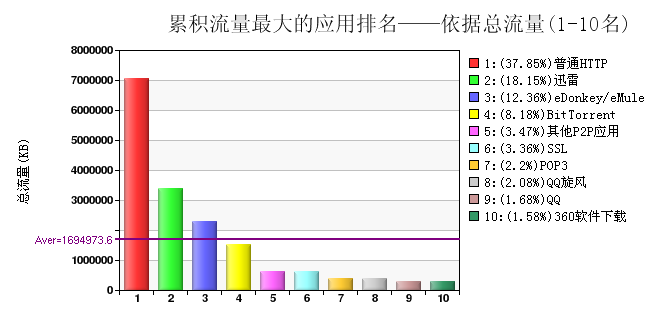 累积流量最大的应用排名——依据总流量(1-10名)
总流量(KB)
8000000
7000000
6000000
5000000
4000000
3000000
2000000
Aver=1694973.6
1000000
0
1 2 3 4 5 6 7 8 9 10
1:(37.85%)普通HTTP
2:(18.15%)迅雷
3:(12.36%)eDonkey/eMule
4:(8.18%)BitTorrent
5:(3.47%)其他P2P应用
6:(3.36%)SSL
7:(2.2%)POP3
8:(2.08%)QQ旋风
9:(1.68%)QQ
10:(1.58%)360软件下载